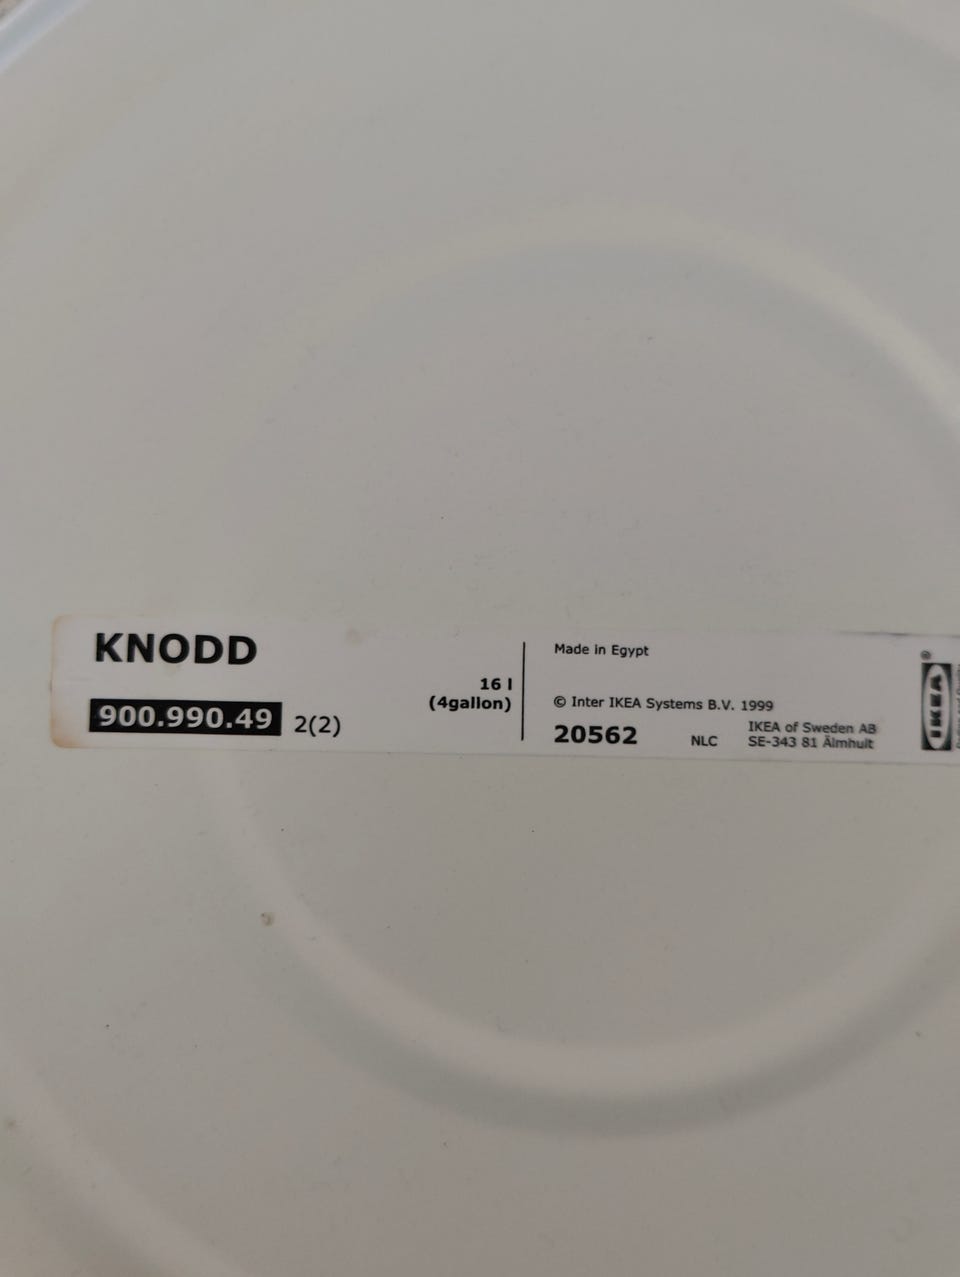 KNODD
900.990.49 2(2)
16 l
(4gallon)
Made in Egypt
© Inter IKEA Systems B.V. 1999
20562 NLC
IKEA of Sweden AB
SE-343 81 Älmhult
IKEA ®